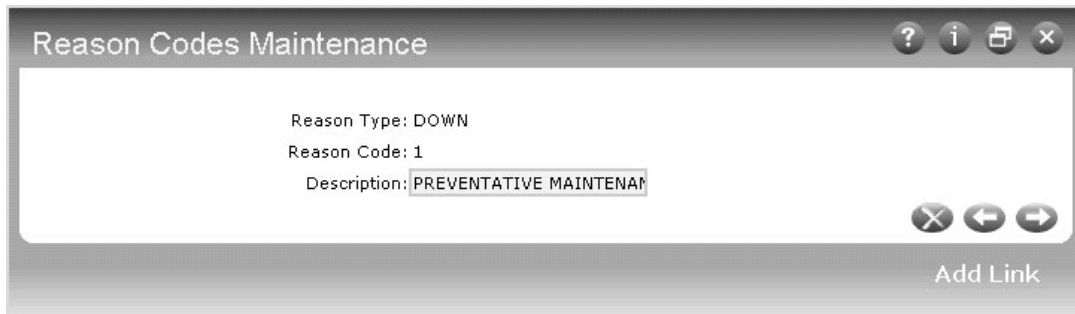 Reason Codes Maintenance
? i
Reason Type: DOWN
Reason Code: 1
Description: PREVENTATIVE MAINTENAN
Add Link